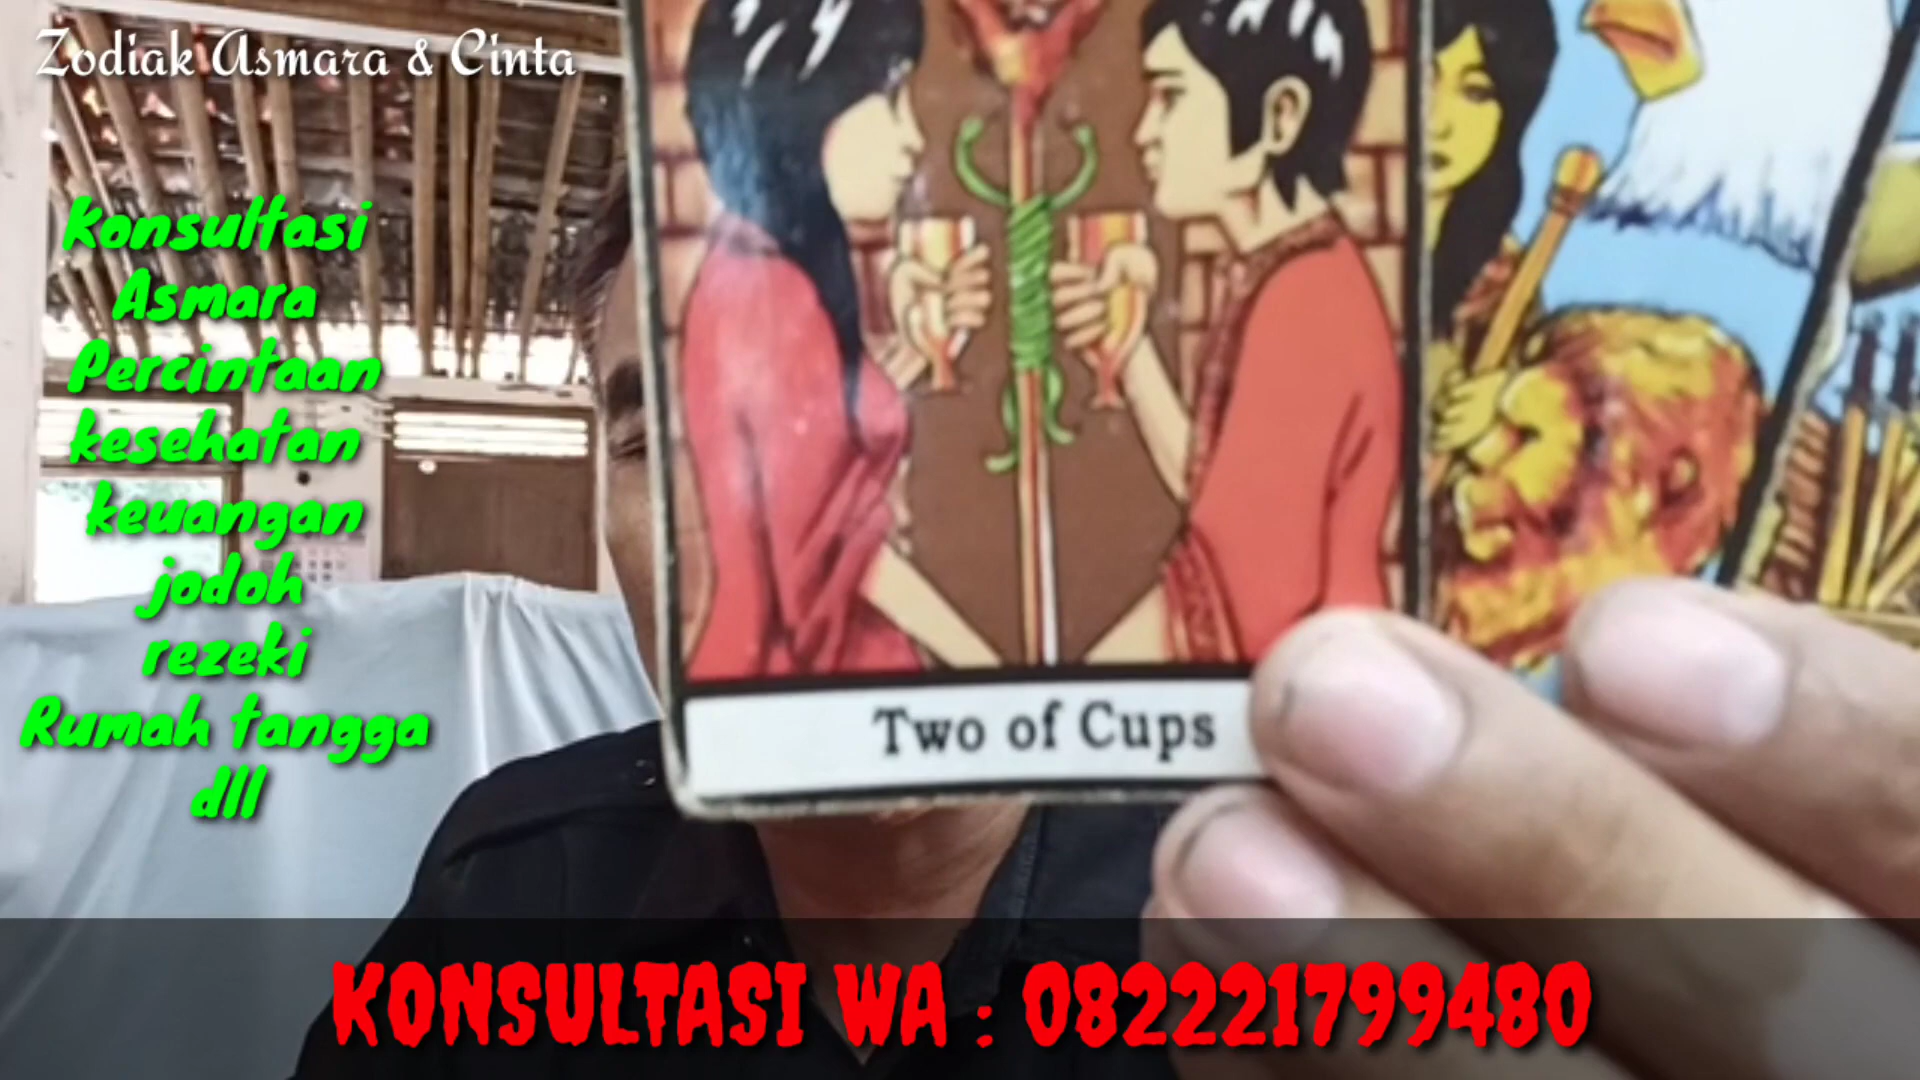 Zodiak Asmara & Cinta
Konsultasi
Asmara
Percintaan
kesehatan
keuangan
jodoh
rezeki
Rumah tangga
dll
Two of Cups
KONSULTASI WA : 082221799480